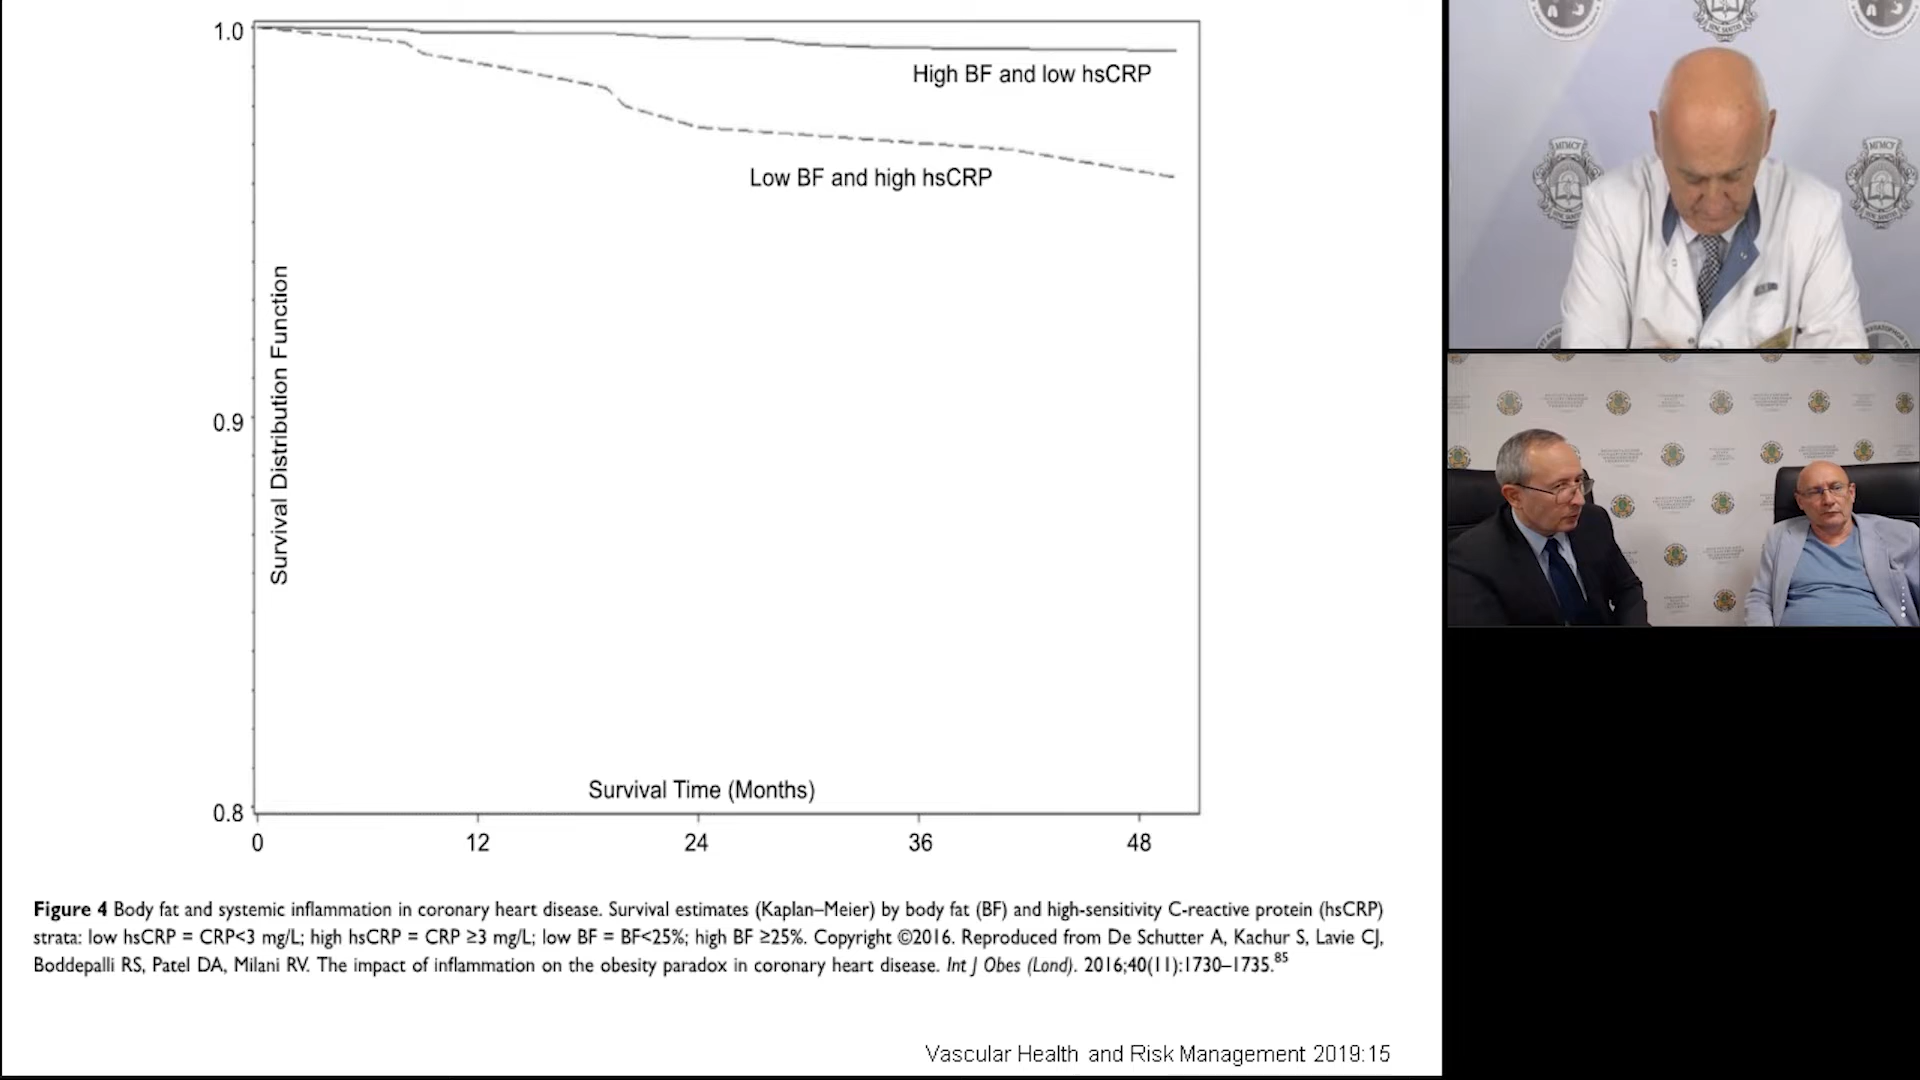 1.0
High BF and low hsCRP
Low BF and high hsCRP
Survival Distribution Function
0.9
Survival Time (Months)
0.8
0 12 24 36 48
Figure 4 Body fat and systemic inflammation in coronary heart disease. Survival estimates (Kaplan–Meier) by body fat (BF) and high-sensitivity C-reactive protein (hsCRP)
strata: low hsCRP = CRP<3 mg/L; high hsCRP = CRP ≥3 mg/L; low BF = BF<25%; high BF ≥25%. Copyright ©2016. Reproduced from De Schutter A, Kachur S, Lavie CJ,
Boddepalli RS, Patel DA, Milani RV. The impact of inflammation on the obesity paradox in coronary heart disease. Int J Obes (Lond). 2016;40(11):1730–1735.85
Vascular Health and Risk Management 2019:15
МГМСУ
МГМСУ